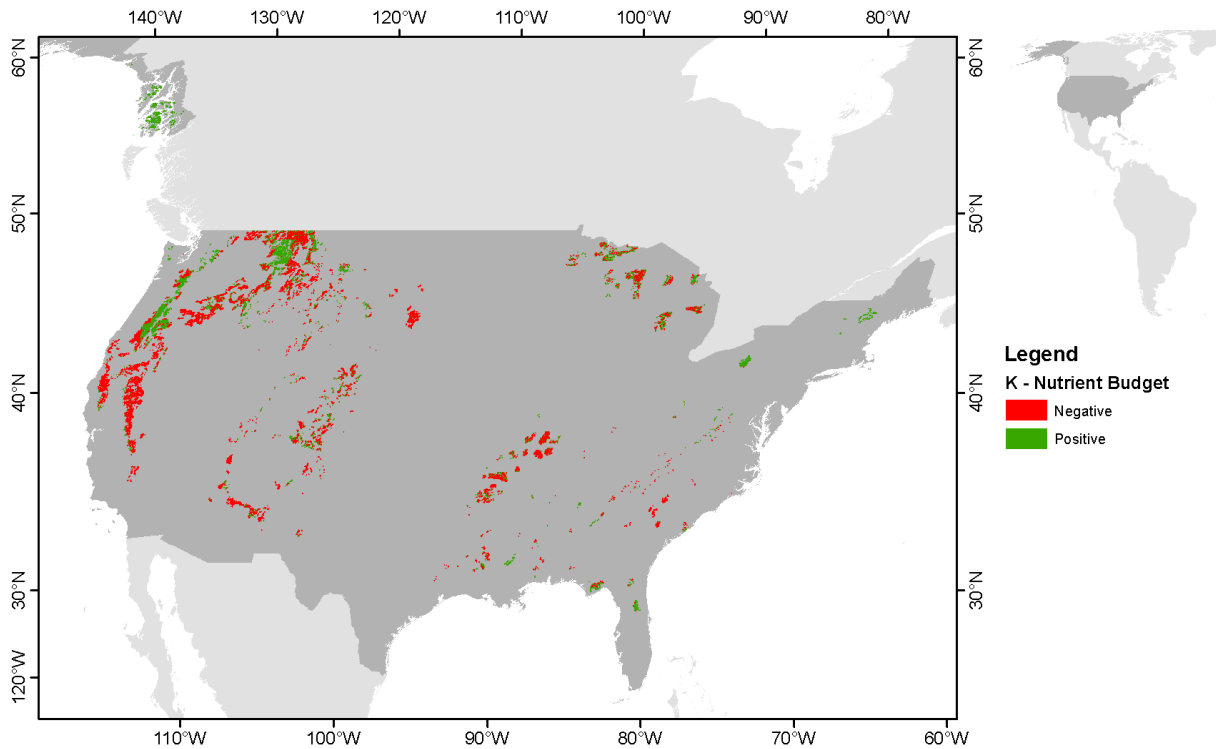 140°W 130°W 120°W 110°W 100°W 90°W 80°W
60°N 60°N
50°N 50°N
Legend
K - Nutrient Budget
40°N 40°N
Negative
Positive
30°N 30°N
120°W
110°W 100°W 90°W 80°W 70°W 60°W